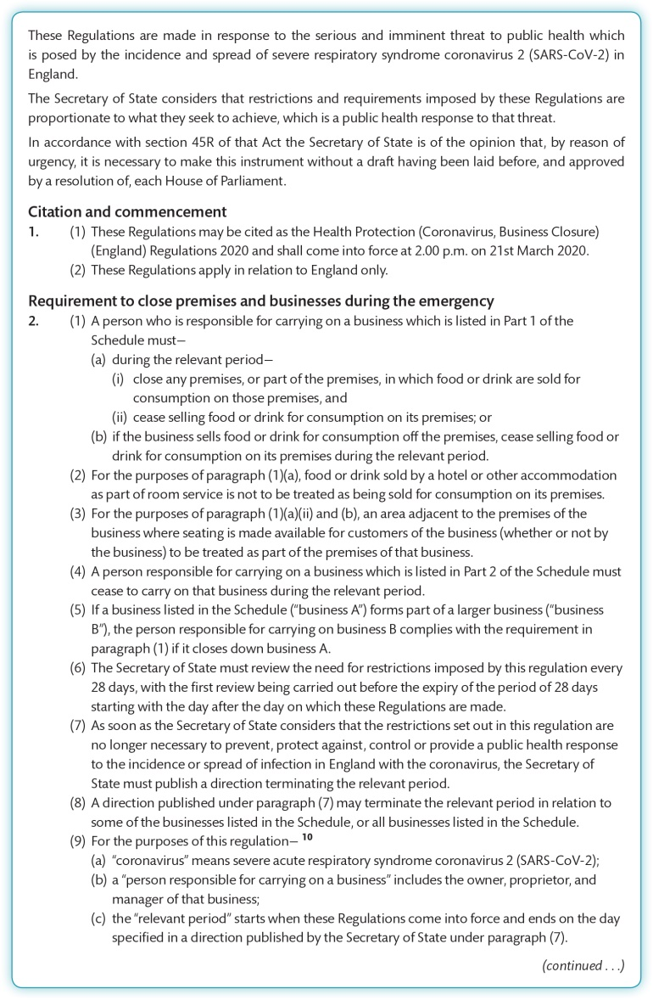 These Regulations are made in response to the serious and imminent threat to public health which
is posed by the incidence and spread of severe respiratory syndrome coronavirus 2 (SARS-CoV-2) in
England.
The Secretary of State considers that restrictions and requirements imposed by these Regulations are
proportionate to what they seek to achieve, which is a public health response to that threat.
In accordance with section 45R of that Act the Secretary of State is of the opinion that, by reason of
urgency, it is necessary to make this instrument without a draft having been laid before, and approved
by a resolution of, each House of Parliament.
Citation and commencement
1. (1) These Regulations may be cited as the Health Protection (Coronavirus, Business Closure)
(England) Regulations 2020 and shall come into force at 2.00 p.m. on 21st March 2020.
(2) These Regulations apply in relation to England only.
Requirement to close premises and businesses during the emergency
2. (1) A person who is responsible for carrying on a business which is listed in Part 1 of the
Schedule must—
(a) during the relevant period—
(i) close any premises, or part of the premises, in which food or drink are sold for
consumption on those premises, and
(ii) cease selling food or drink for consumption on its premises; or
(b) if the business sells food or drink for consumption off the premises, cease selling food or
drink for consumption on its premises during the relevant period.
(2) For the purposes of paragraph (1)(a), food or drink sold by a hotel or other accommodation
as part of room service is not to be treated as being sold for consumption on its premises.
(3) For the purposes of paragraph (1)(a)(ii) and (b), an area adjacent to the premises of the
business where seating is made available for customers of the business (whether or not by
the business) to be treated as part of the premises of that business.
(4) A person responsible for carrying on a business which is listed in Part 2 of the Schedule must
cease to carry on that business during the relevant period.
(5) If a business listed in the Schedule (“business A”) forms part of a larger business (“business
B”), the person responsible for carrying on business B complies with the requirement in
paragraph (1) if it closes down business A.
(6) The Secretary of State must review the need for restrictions imposed by this regulation every
28 days, with the first review being carried out before the expiry of the period of 28 days
starting with the day after the day on which these Regulations are made.
(7) As soon as the Secretary of State considers that the restrictions set out in this regulation are
no longer necessary to prevent, protect against, control or provide a public health response
to the incidence or spread of infection in England with the coronavirus, the Secretary of
State must publish a direction terminating the relevant period.
(8) A direction published under paragraph (7) may terminate the relevant period in relation to
some of the businesses listed in the Schedule, or all businesses listed in the Schedule.
(9) For the purposes of this regulation— 10
(a) “coronavirus” means severe acute respiratory syndrome coronavirus 2 (SARS-CoV-2);
(b) a “person responsible for carrying on a business” includes the owner, proprietor, and
manager of that business;
(c) the “relevant period” starts when these Regulations come into force and ends on the day
specified in a direction published by the Secretary of State under paragraph (7).
(continued . . .)